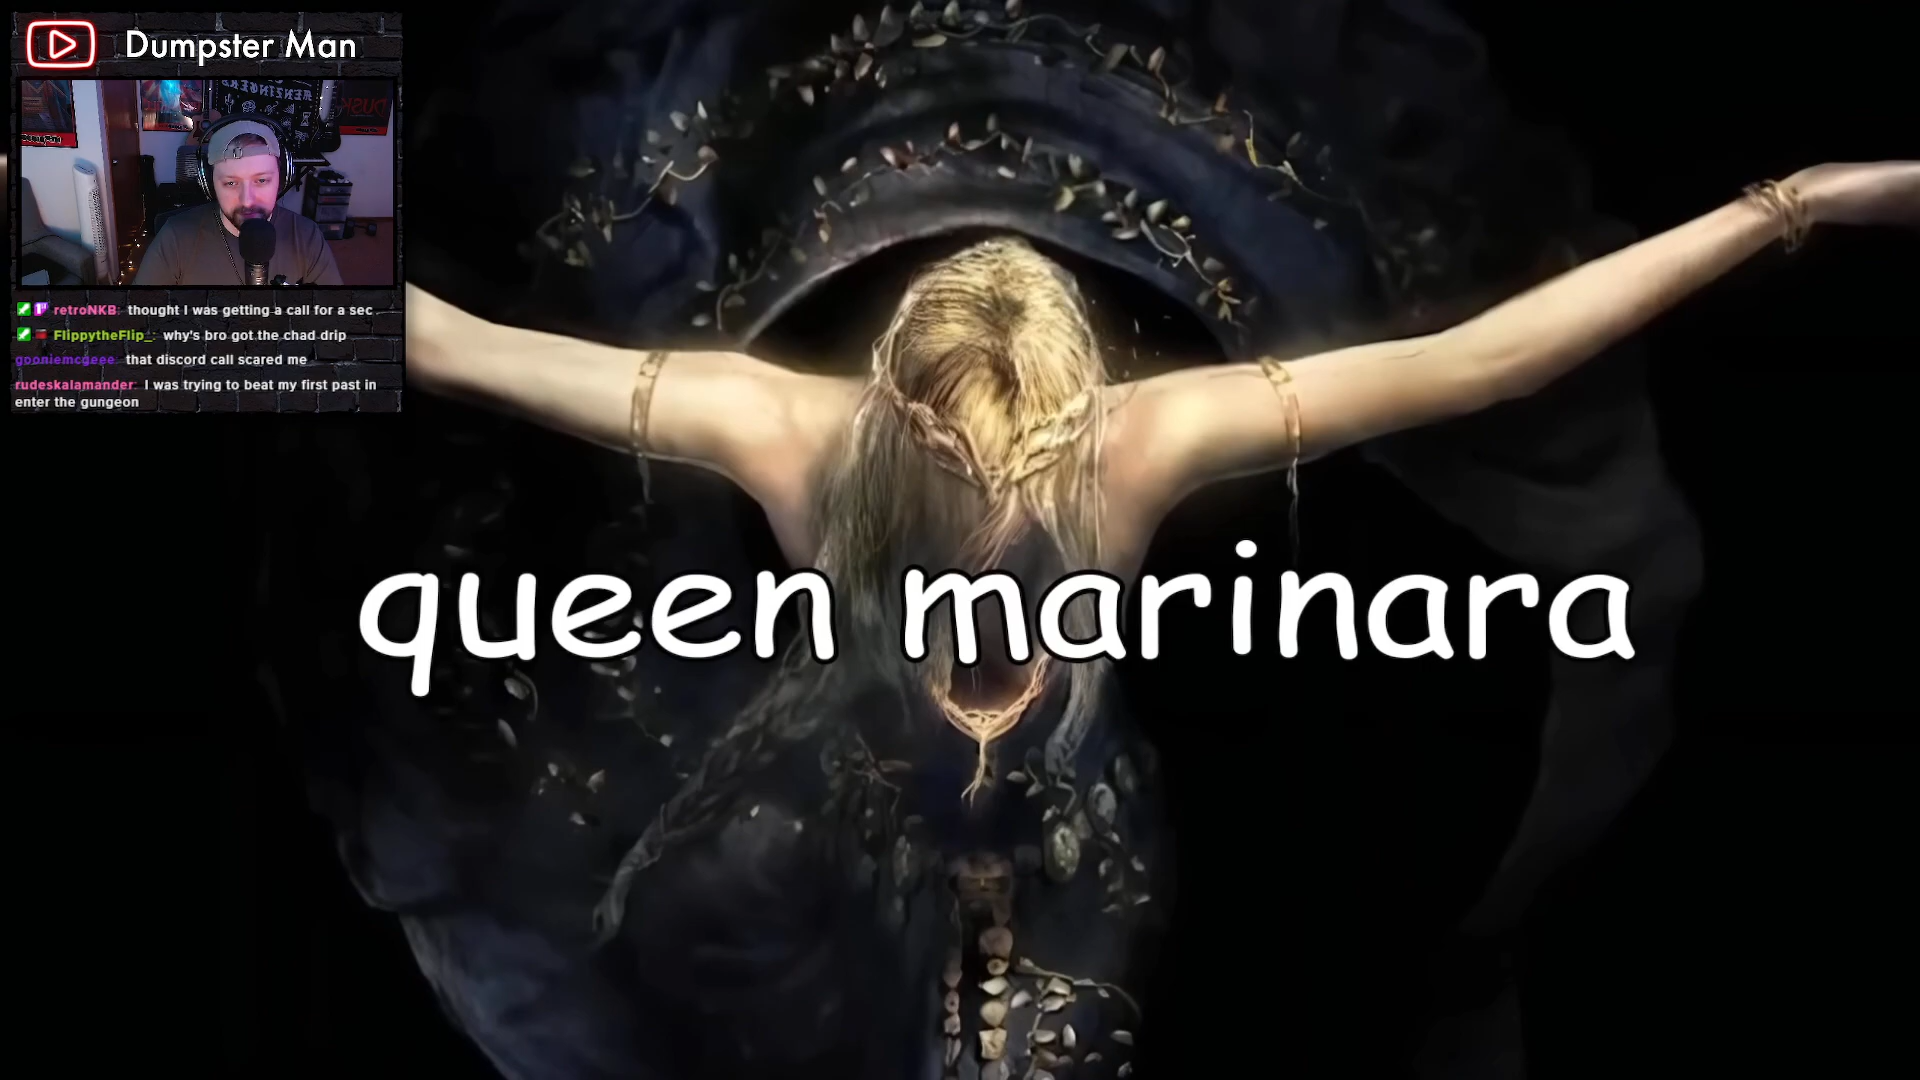 Dumpster Man
retroNKB: thought I was getting a call for a sec
FlippytheFlip_: why's bro got the chad drip
gooniemcgeee: that discord call scared me
rudeskalamander: I was trying to beat my first past in
enter the gungeon
queen marinara